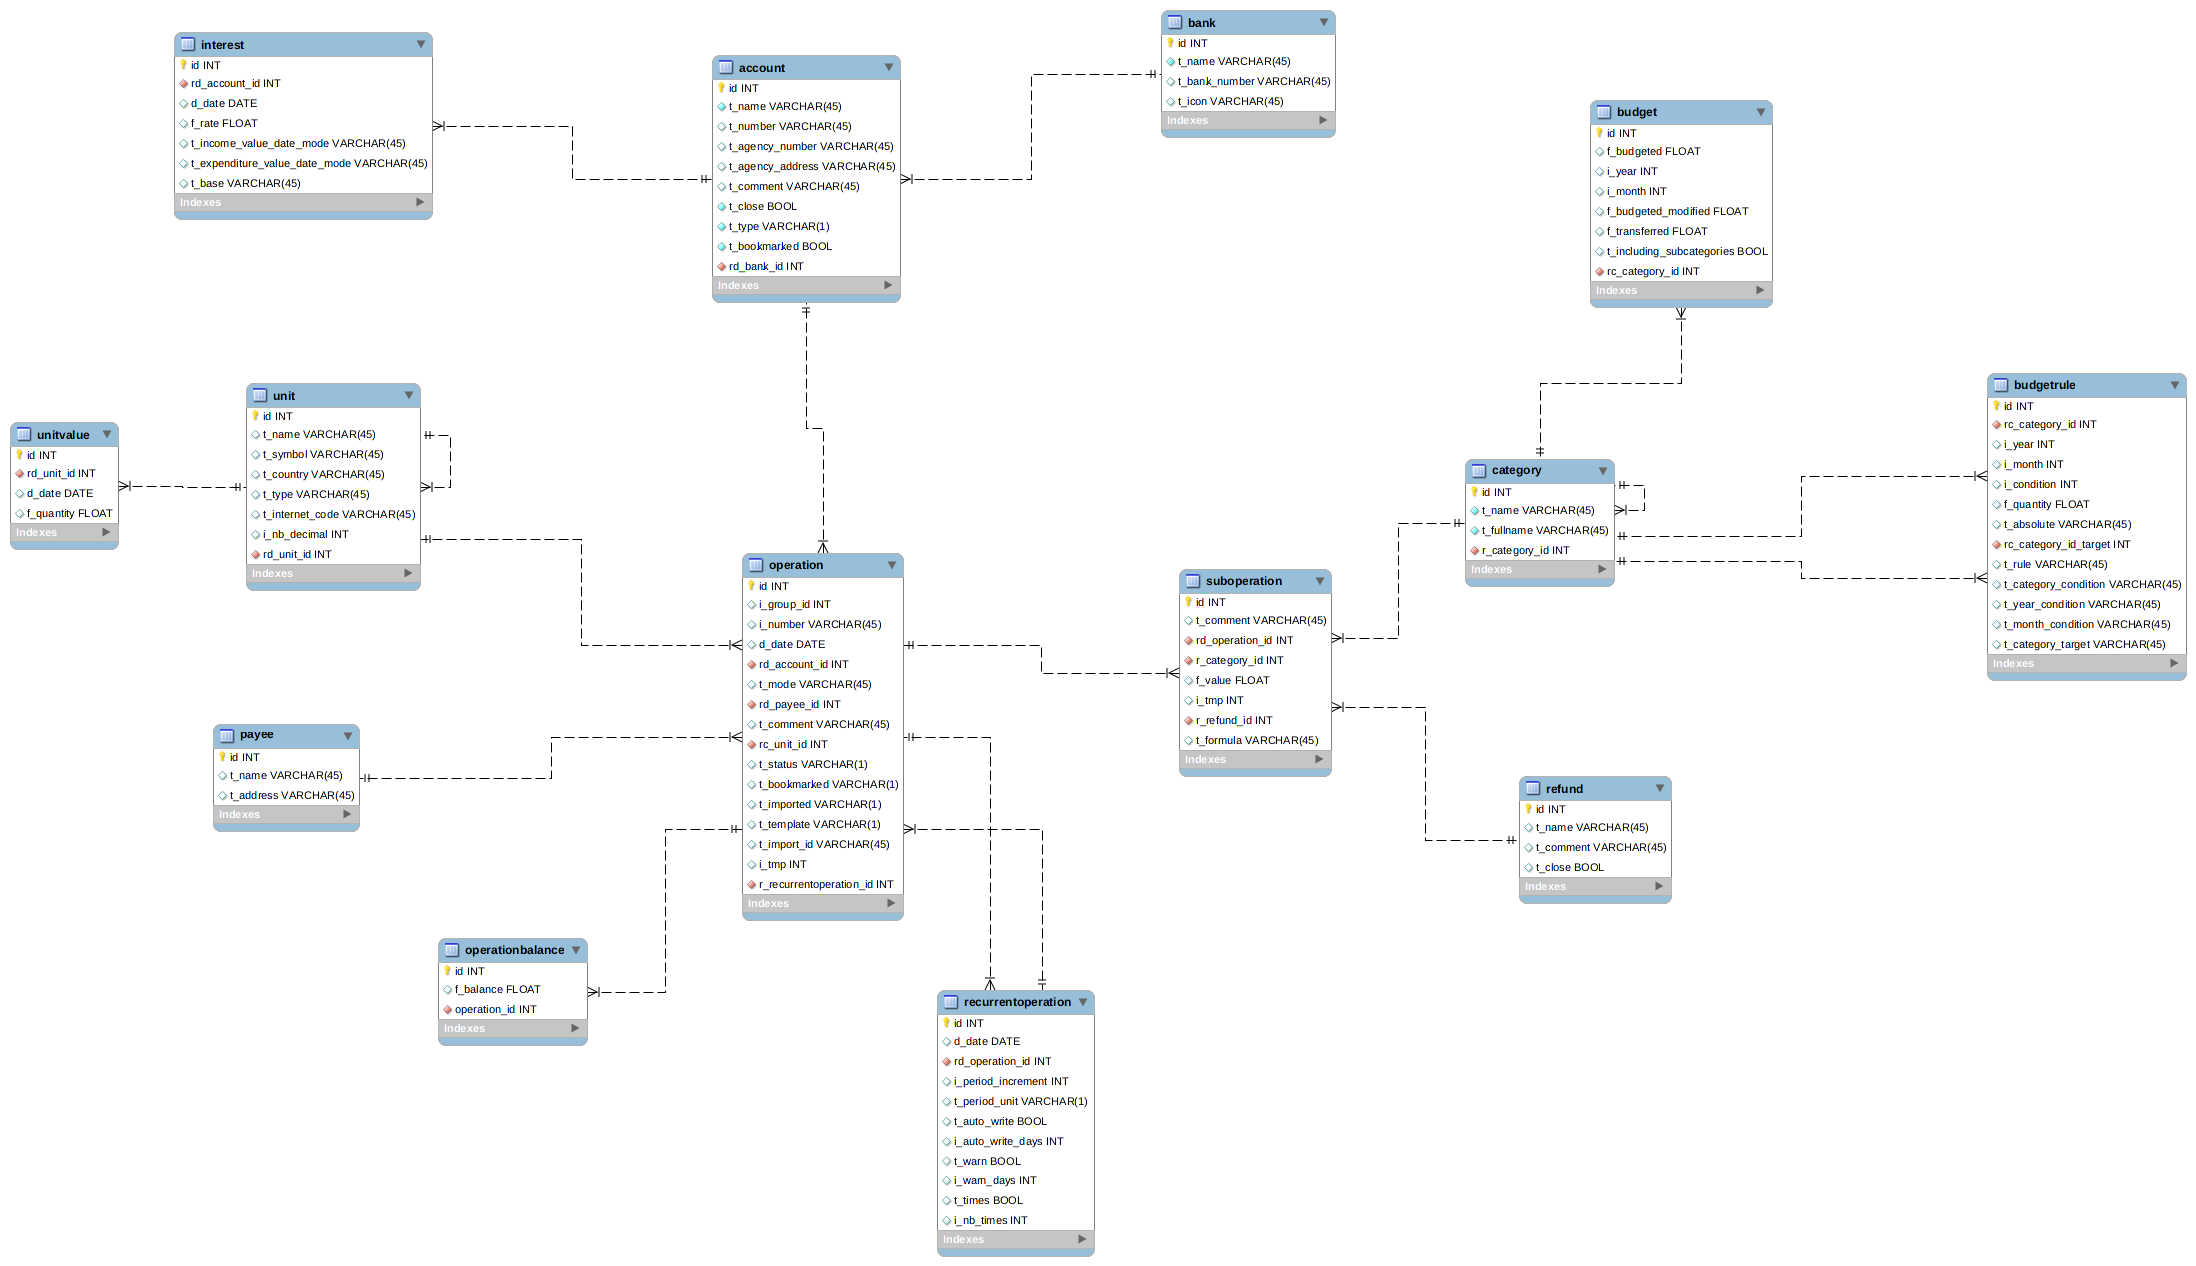 interest
id INT
rd_account_id INT
d_date DATE
f_rate FLOAT
t_income_value_date_mode VARCHAR(45)
t_expenditure_value_date_mode VARCHAR(45)
t_base VARCHAR(45)
Indexes
account
id INT
t_name VARCHAR(45)
t_number VARCHAR(45)
t_agency_number VARCHAR(45)
t_agency_address VARCHAR(45)
t_comment VARCHAR(45)
t_close BOOL
t_type VARCHAR(1)
t_bookmarked BOOL
rd_bank_id INT
Indexes
bank
id INT
t_name VARCHAR(45)
t_bank_number VARCHAR(45)
t_icon VARCHAR(45)
Indexes
budget
id INT
f_budgeted FLOAT
i_year INT
i_month INT
f_budgeted_modified FLOAT
f_transferred FLOAT
t_including_subcategories BOOL
rc_category_id INT
Indexes
unitvalue
id INT
rd_unit_id INT
d_date DATE
f_quantity FLOAT
Indexes
unit
id INT
t_name VARCHAR(45)
t_symbol VARCHAR(45)
t_country VARCHAR(45)
t_type VARCHAR(45)
t_internet_code VARCHAR(45)
i_nb_decimal INT
rd_unit_id INT
Indexes
category
id INT
t_name VARCHAR(45)
t_fullname VARCHAR(45)
r_category_id INT
Indexes
budgetrule
id INT
rc_category_id INT
i_year INT
i_month INT
i_condition INT
f_quantity FLOAT
t_absolute VARCHAR(45)
rc_category_id_target INT
t_rule VARCHAR(45)
t_category_condition VARCHAR(45)
t_year_condition VARCHAR(45)
t_month_condition VARCHAR(45)
t_category_target VARCHAR(45)
Indexes
operation
id INT
i_group_id INT
i_number VARCHAR(45)
d_date DATE
rd_account_id INT
t_mode VARCHAR(45)
rd_payee_id INT
t_comment VARCHAR(45)
rc_unit_id INT
t_status VARCHAR(1)
t_bookmarked VARCHAR(1)
t_imported VARCHAR(1)
t_template VARCHAR(1)
t_import_id VARCHAR(45)
i_tmp INT
r_recurrentoperation_id INT
Indexes
suboperation
id INT
t_comment VARCHAR(45)
rd_operation_id INT
r_category_id INT
f_value FLOAT
i_tmp INT
r_refund_id INT
t_formula VARCHAR(45)
Indexes
payee
id INT
t_name VARCHAR(45)
t_address VARCHAR(45)
Indexes
refund
id INT
t_name VARCHAR(45)
t_comment VARCHAR(45)
t_close BOOL
Indexes
operationbalance
id INT
f_balance FLOAT
operation_id INT
Indexes
recurrentoperation
id INT
d_date DATE
rd_operation_id INT
i_period_increment INT
t_period_unit VARCHAR(1)
t_auto_write BOOL
i_auto_write_days INT
t_warn BOOL
i_warn_days INT
t_times BOOL
i_nb_times INT
Indexes